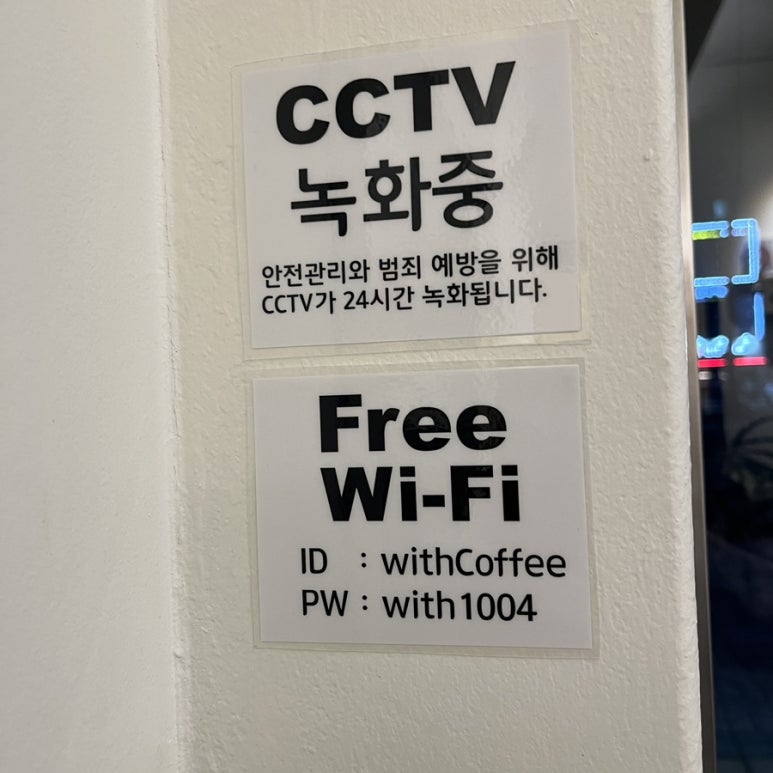 CCTV
녹화중
안전관리와 범죄 예방을 위해
CCTV가 24시간 녹화됩니다.
Free
Wi-Fi
ID : withCoffee
PW : with1004